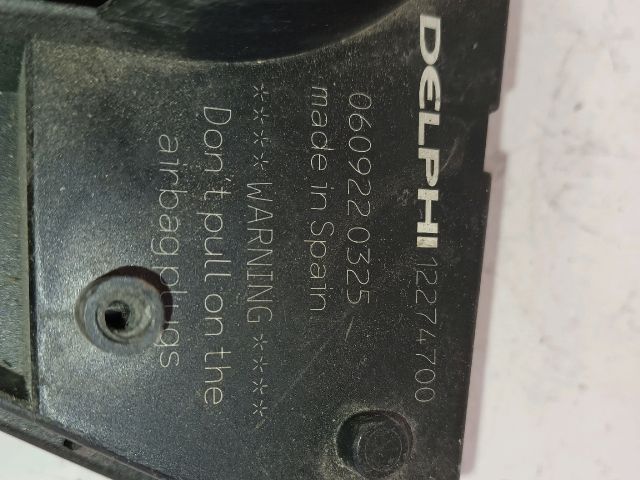 DELPHI 12274700
060922 0325
made in Spain
**** WARNING ****
Don't pull on the
airbag plugs